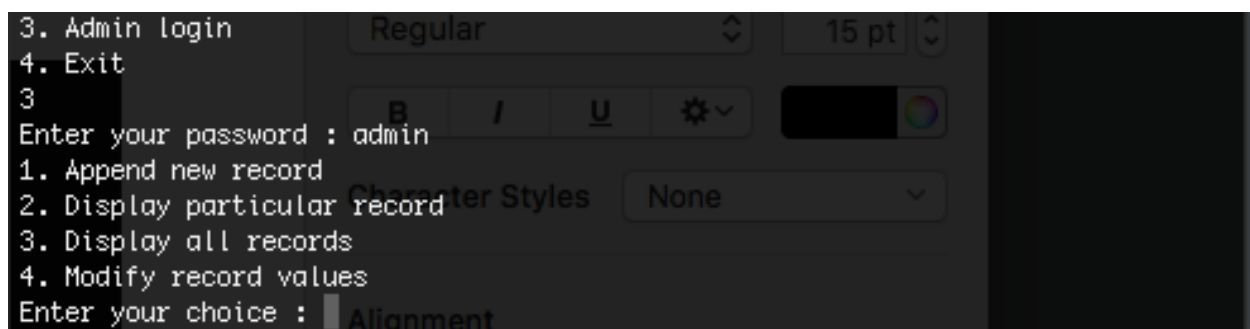 3. Admin login
4. Exit
3
Enter your password : admin
1. Append new record
2. Display particular record
3. Display all records
4. Modify record values
Enter your choice :
Regular
15 pt
B I U
Character Styles None
Alignment